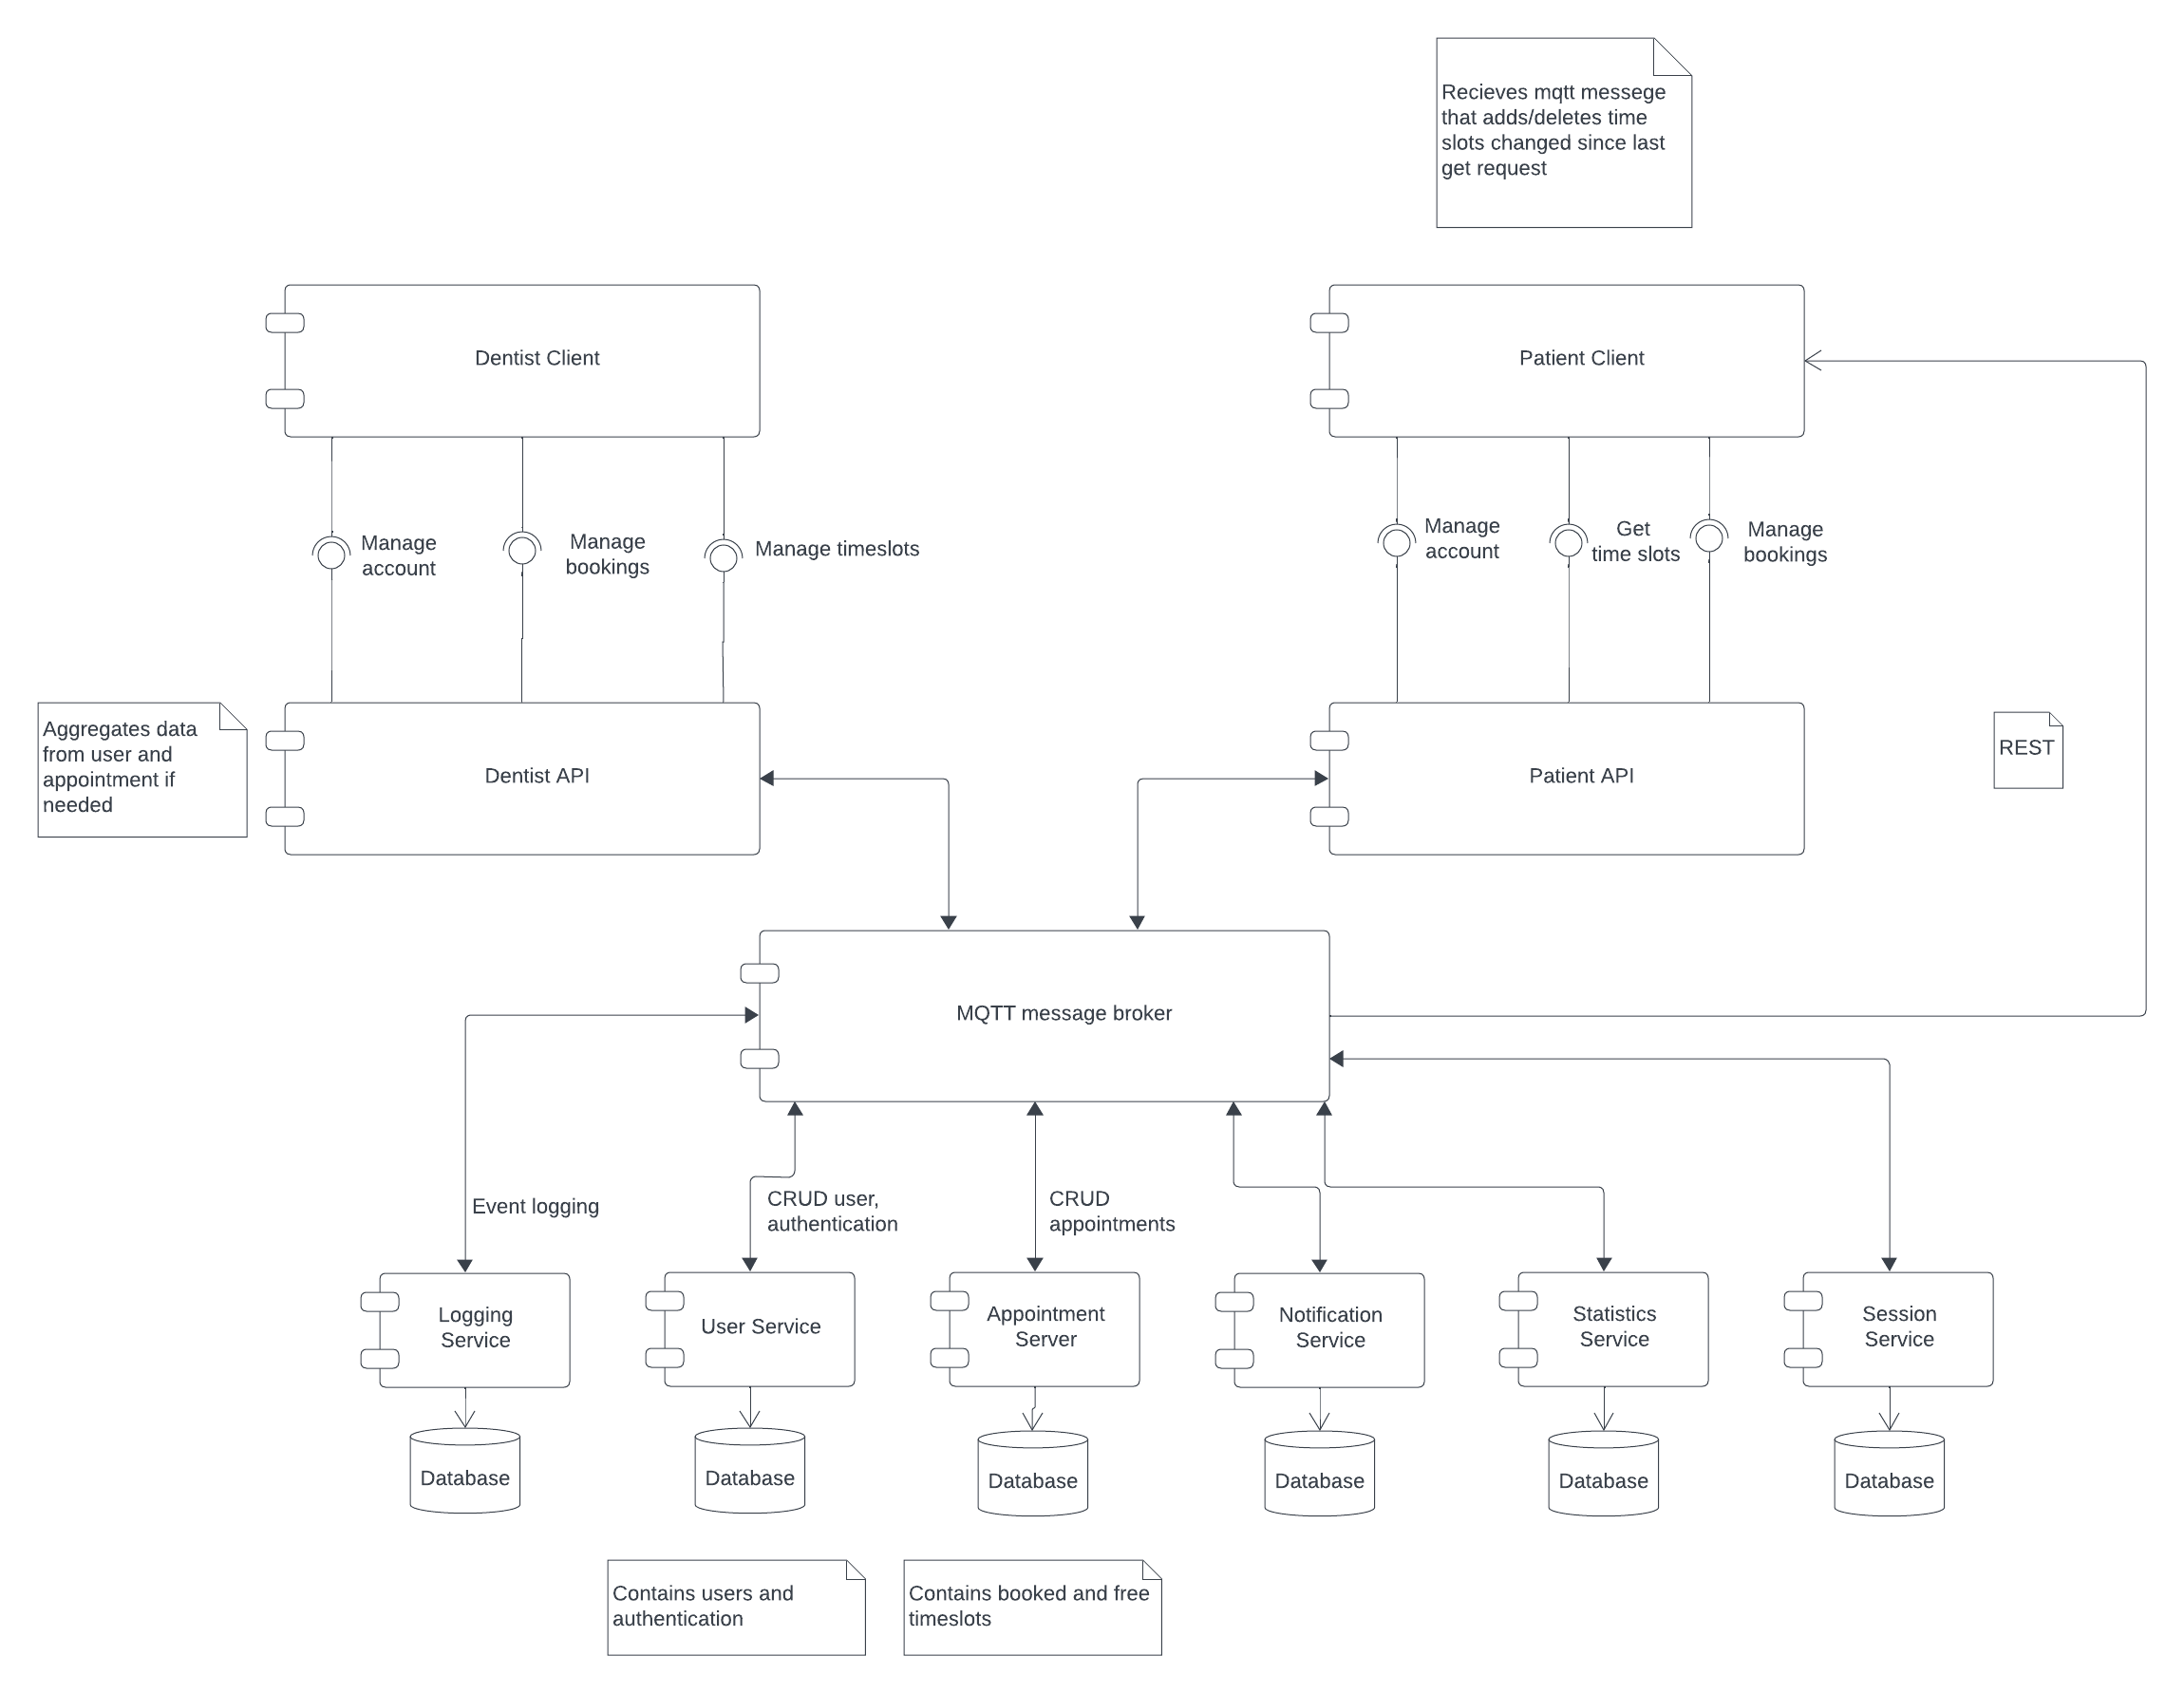 Recieves mqtt messege
that adds/deletes time
slots changed since last
get request
Dentist Client
Patient Client
Manage
account
Manage
bookings
Manage timeslots
Manage
account
Get
time slots
Manage
bookings
Aggregates data
from user and
appointment if
needed
Dentist API
Patient API
REST
MQTT message broker
Event logging
CRUD user,
authentication
CRUD
appointments
Logging
Service
User Service
Appointment
Server
Notification
Service
Statistics
Service
Session
Service
Database
Database
Database
Database
Database
Database
Contains users and
authentication
Contains booked and free
timeslots